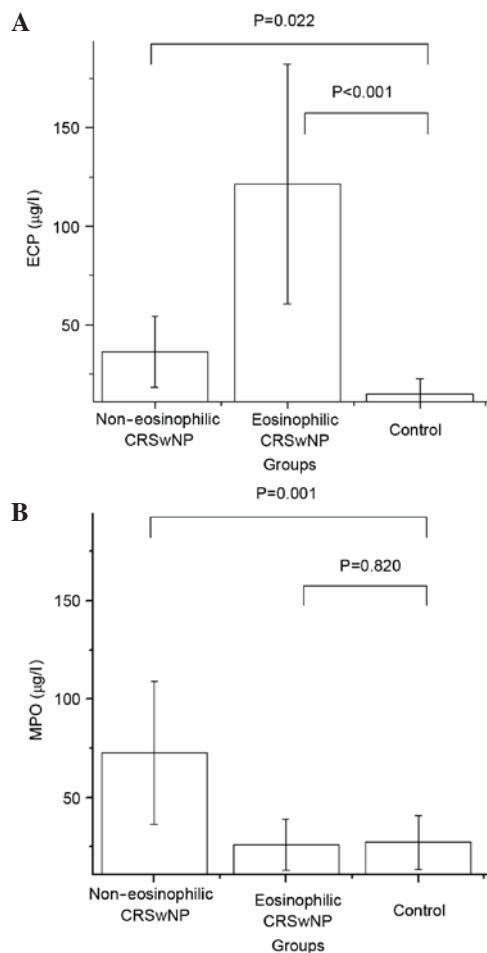 A
P=0.022
P<0.001
150
100
50
ECP (µg/l)
Non-eosinophilic
CRSwNP
Eosinophilic
CRSwNP
Control
Groups
B
P=0.001
P=0.820
150
100
50
MPO (µg/l)
Non-eosinophilic
CRSwNP
Eosinophilic
CRSwNP
Control
Groups